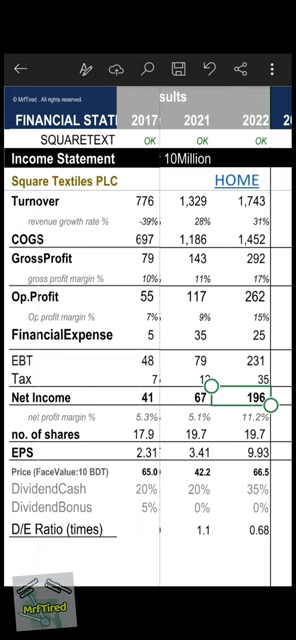 sults
© MrfTired . All rights reserved.
FINANCIAL STATI 2017 2021 2022
SQUARETEXT OK OK OK
Income Statement 10Million
Square Textiles PLC HOME
Turnover 776 1,329 1,743
revenue growth rate % -39% 28% 31%
COGS 697 1,186 1,452
GrossProfit 79 143 292
gross profit margin % 10% 11% 17%
Op.Profit 55 117 262
Op profit margin % 7% 9% 15%
FinancialExpense 5 35 25
EBT 48 79 231
Tax 7 12 35
Net Income 41 67 196
net profit margin % 5.3% 5.1% 11.2%
no. of shares 17.9 19.7 19.7
EPS 2.31 3.41 9.93
Price (FaceValue:10 BDT) 65.0 42.2 66.5
DividendCash 20% 20% 35%
DividendBonus 5% 0% 0%
D/E Ratio (times) 1.1 0.68
MrfTired